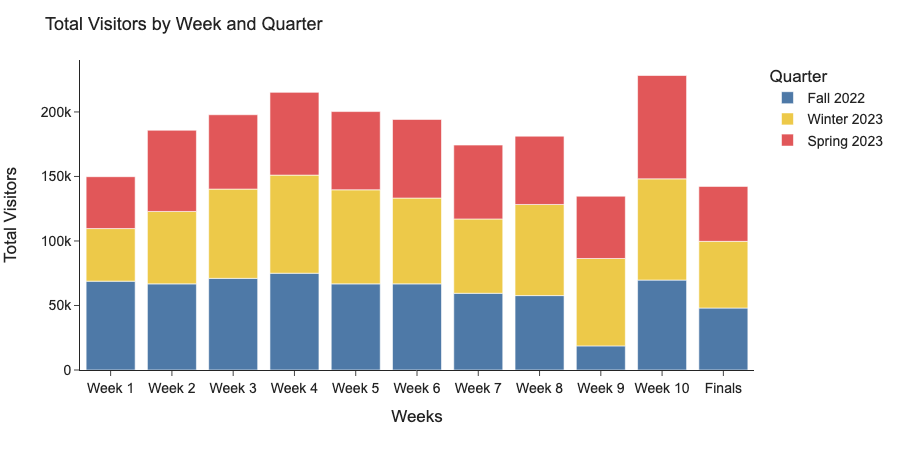 Total Visitors by Week and Quarter
Quarter
Fall 2022
Winter 2023
Spring 2023
Total Visitors
200k
150k
100k
50k
0
Week 1 Week 2 Week 3 Week 4 Week 5 Week 6 Week 7 Week 8 Week 9 Week 10 Finals
Weeks